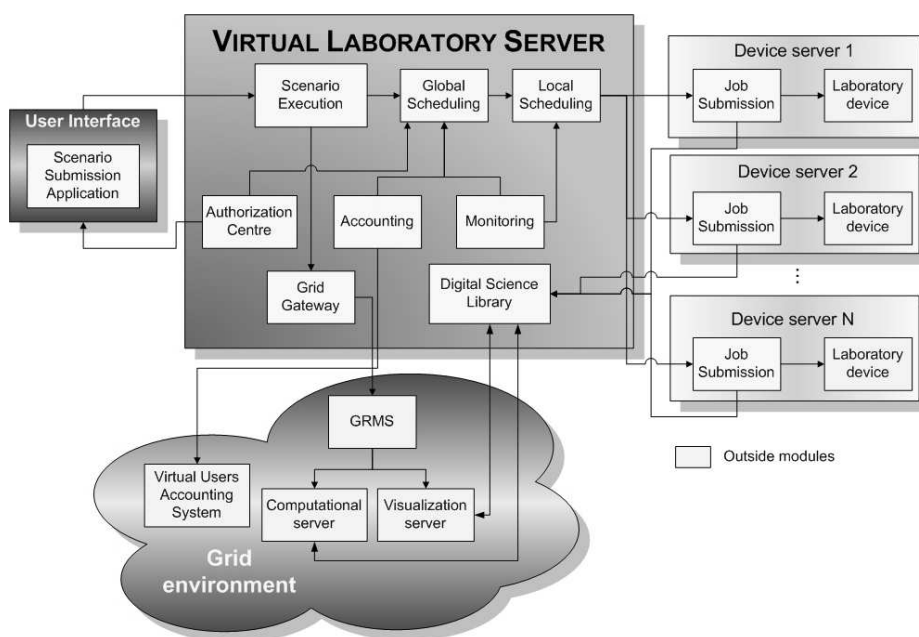 VIRTUAL LABORATORY SERVER
Scenario
Execution
Global
Scheduling
Local
Scheduling
Authorization
Centre
Accounting
Monitoring
Grid
Gateway
Digital Science
Library
User Interface
Scenario
Submission
Application
Device server 1
Job
Submission
Laboratory
device
Device server 2
Job
Submission
Laboratory
device
⋮
Device server N
Job
Submission
Laboratory
device
Outside modules
GRMS
Virtual Users
Accounting
System
Computational
server
Visualization
server
Grid
environment